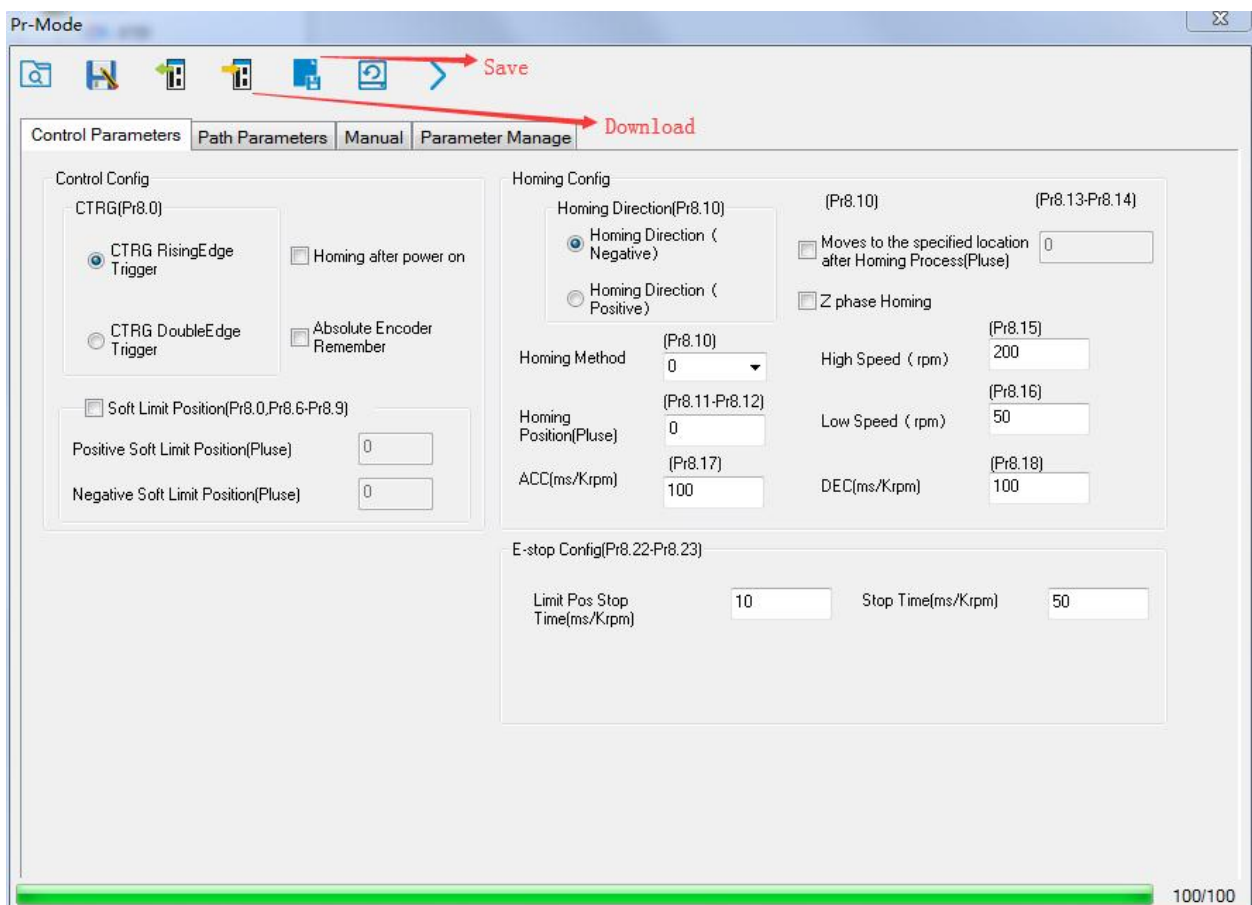 Pr-Mode
Save
Download
Control Parameters
Path Parameters
Manual
Parameter Manage
Control Config
CTRG(Pr8.0)
CTRG RisingEdge
Trigger
Homing after power on
CTRG DoubleEdge
Trigger
Absolute Encoder
Remember
Soft Limit Position(Pr8.0,Pr8.6-Pr8.9)
Positive Soft Limit Position(Pluse)
0
Negative Soft Limit Position(Pluse)
0
Homing Config
Homing Direction(Pr8.10)
Homing Direction（
Negative）
Homing Direction（
Positive）
(Pr8.10)
(Pr8.13-Pr8.14)
Moves to the specified location
after Homing Process(Pluse)
0
Z phase Homing
Homing Method
(Pr8.10)
0
High Speed（rpm）
(Pr8.15)
200
Homing
Position(Pluse)
(Pr8.11-Pr8.12)
0
Low Speed（rpm）
(Pr8.16)
50
ACC(ms/Krpm)
(Pr8.17)
100
DEC(ms/Krpm)
(Pr8.18)
100
E-stop Config(Pr8.22-Pr8.23)
Limit Pos Stop
Time(ms/Krpm)
10
Stop Time(ms/Krpm)
50
100/100